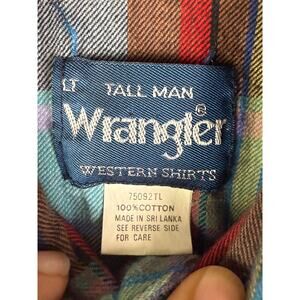 LT TALL MAN
Wrangler®
WESTERN SHIRTS
75092TL
100% COTTON
MADE IN SRI LANKA
SEE REVERSE SIDE
FOR CARE